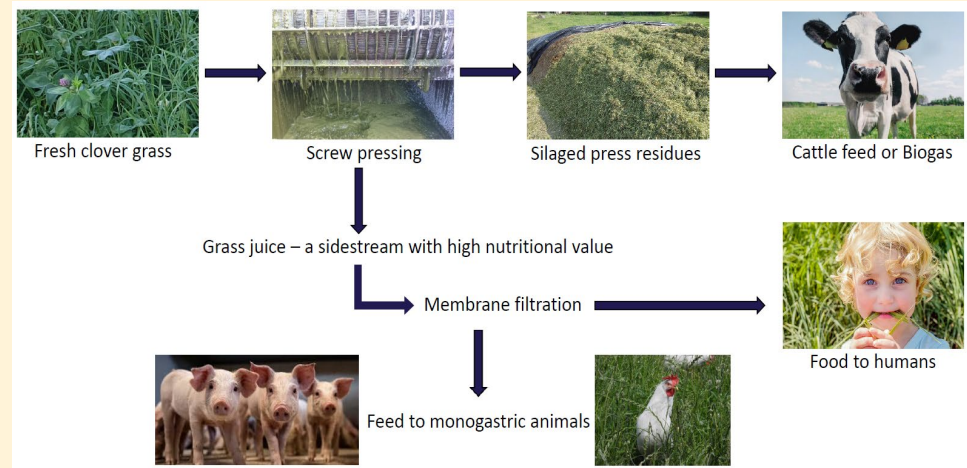 Fresh clover grass
Screw pressing
Silaged press residues
Cattle feed or Biogas
Grass juice – a sidestream with high nutritional value
Membrane filtration
Food to humans
Feed to monogastric animals